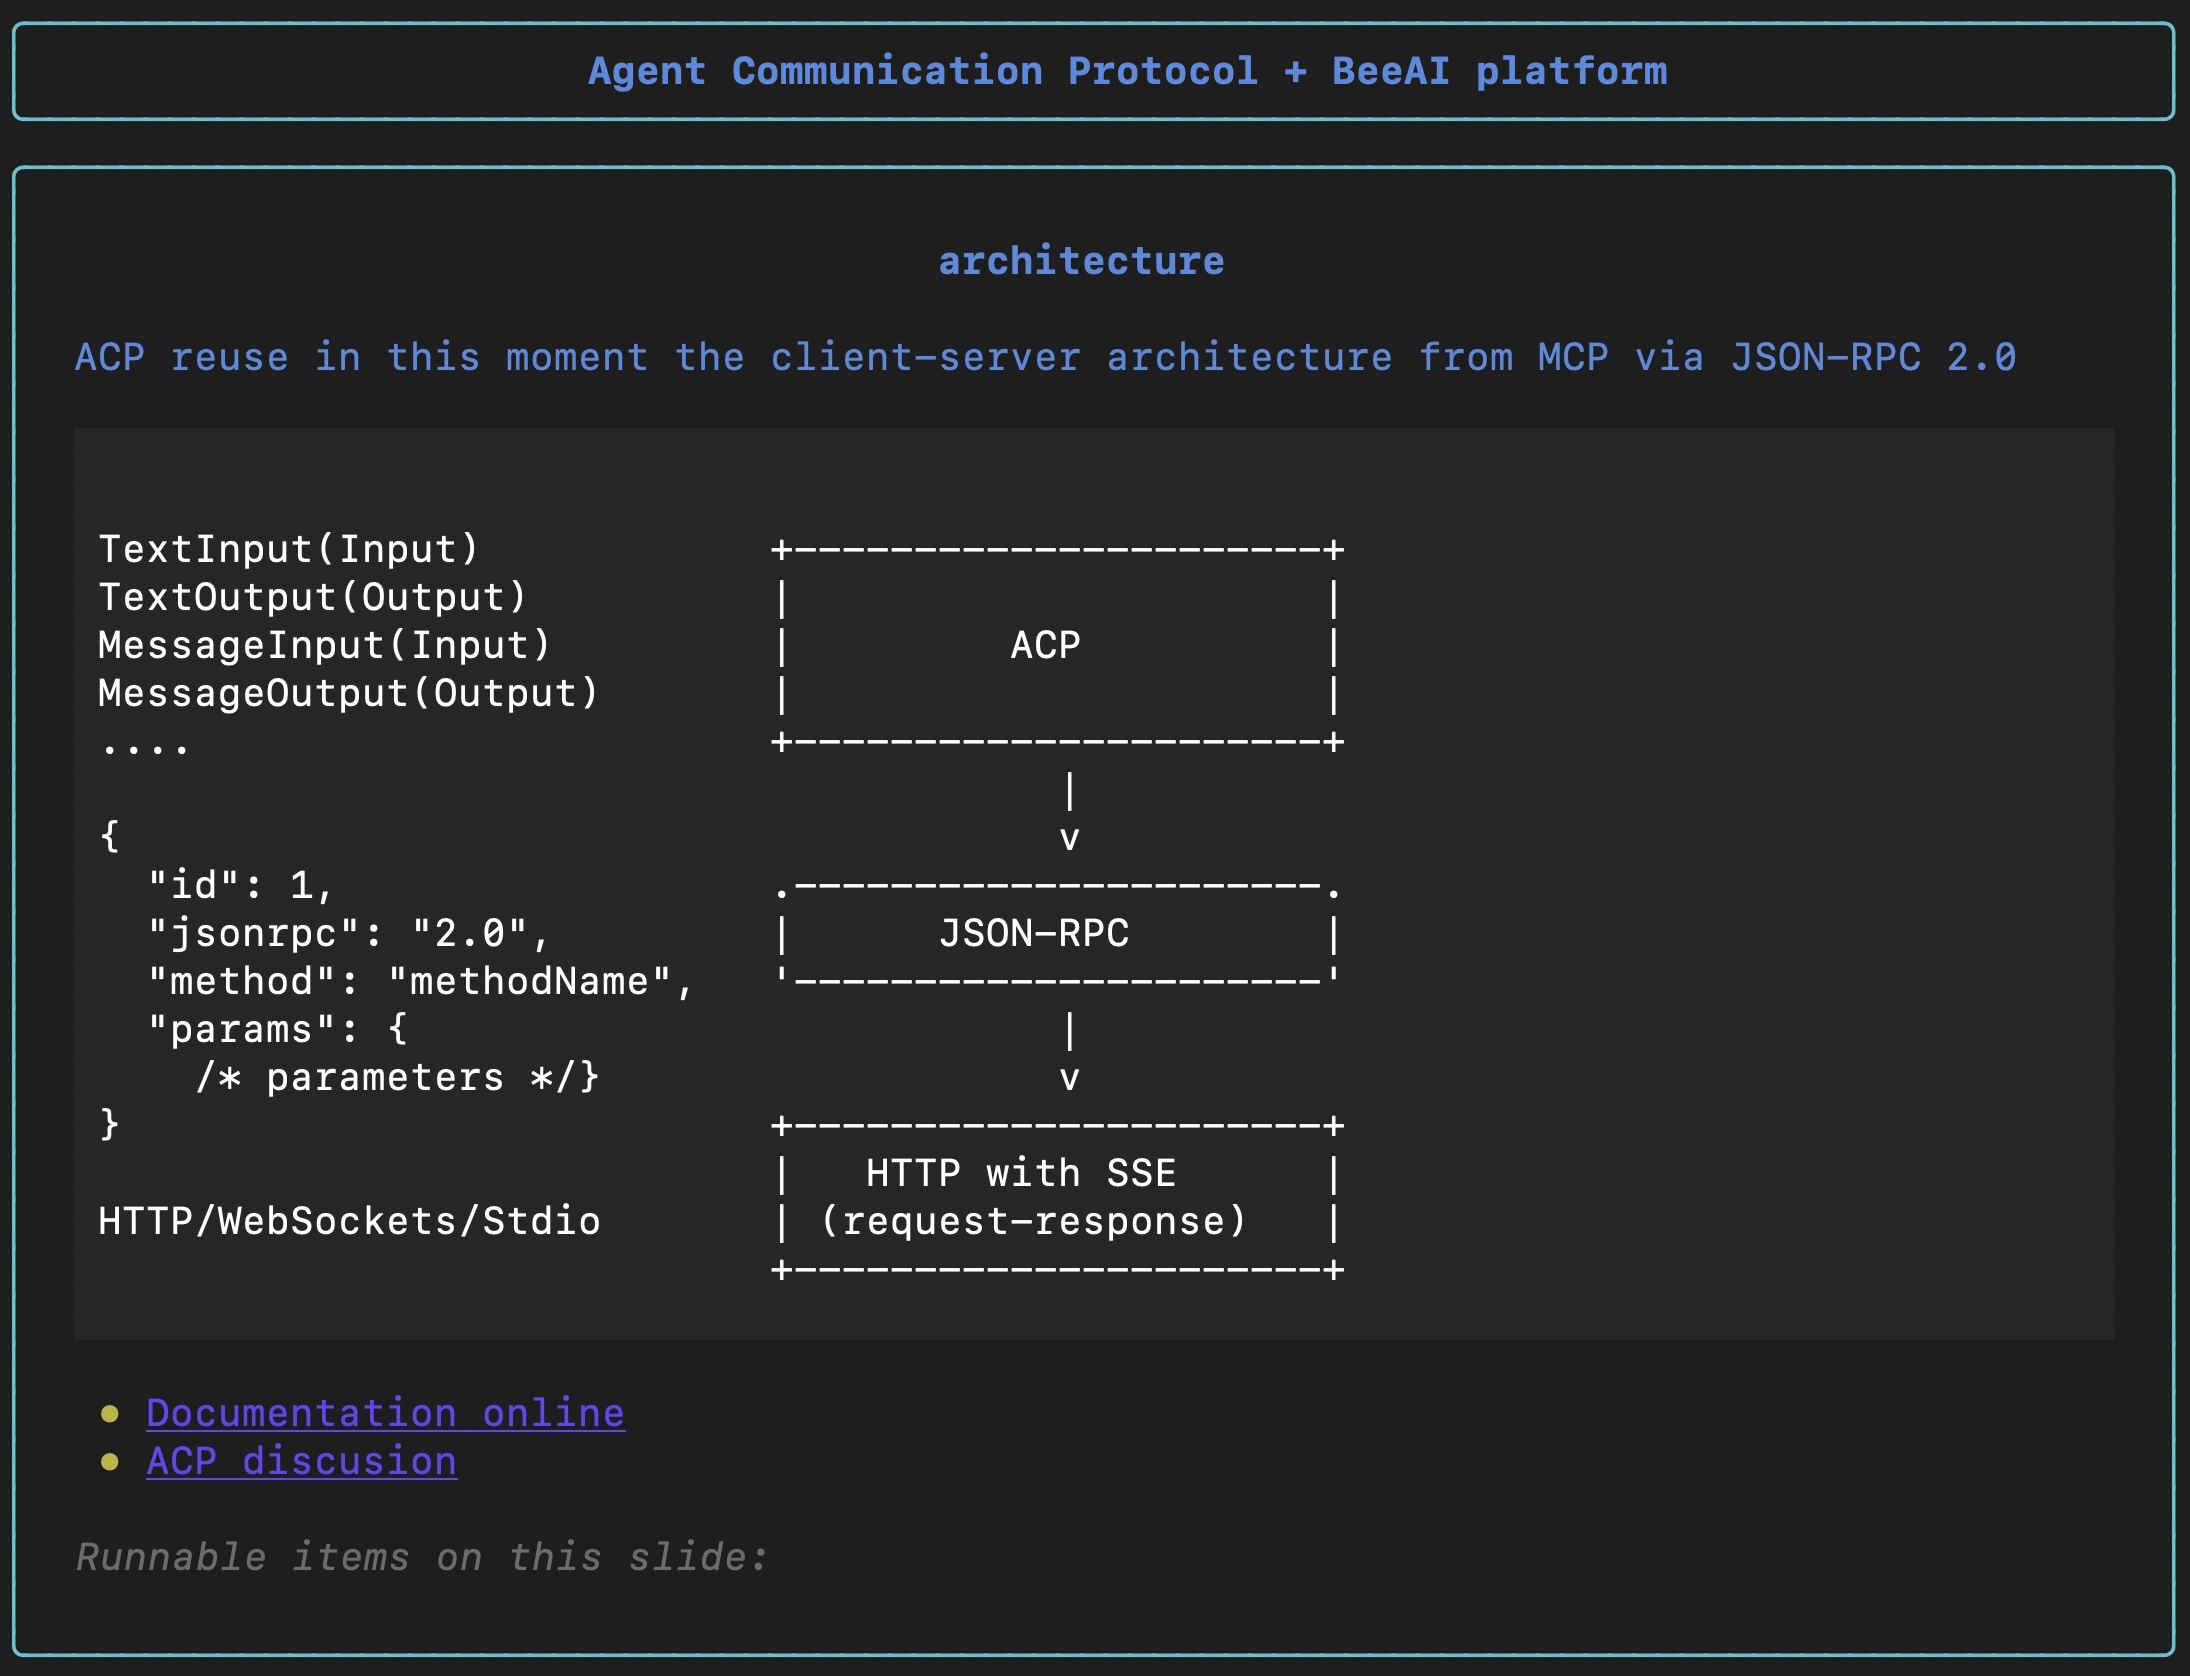 Agent Communication Protocol + BeeAI platform
architecture
ACP reuse in this moment the client-server architecture from MCP via JSON-RPC 2.0
TextInput(Input)
TextOutput(Output)
MessageInput(Input)
MessageOutput(Output)
....
ACP
{
"id": 1,
"jsonrpc": "2.0",
"method": "methodName",
"params": {
/* parameters */}
}
JSON-RPC
HTTP/WebSockets/Stdio
HTTP with SSE
(request-response)
Documentation online
ACP discusion
Runnable items on this slide: